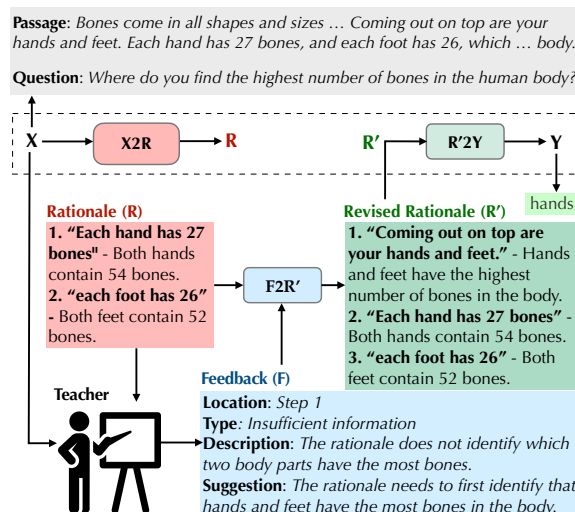 Passage: Bones come in all shapes and sizes … Coming out on top are your
hands and feet. Each hand has 27 bones, and each foot has 26, which … body.
Question: Where do you find the highest number of bones in the human body?
X
X2R
R
R′
R′2Y
Y
hands
Rationale (R)
1. “Each hand has 27
bones" - Both hands
contain 54 bones.
2. “each foot has 26”
- Both feet contain 52
bones.
F2R′
Revised Rationale (R′)
1. “Coming out on top are
your hands and feet.” - Hands
and feet have the highest
number of bones in the body.
2. “Each hand has 27 bones” -
Both hands contain 54 bones.
3. “each foot has 26” - Both
feet contain 52 bones.
Teacher
Feedback (F)
Location: Step 1
Type: Insufficient information
Description: The rationale does not identify which
two body parts have the most bones.
Suggestion: The rationale needs to first identify that
hands and feet have the most bones in the body.